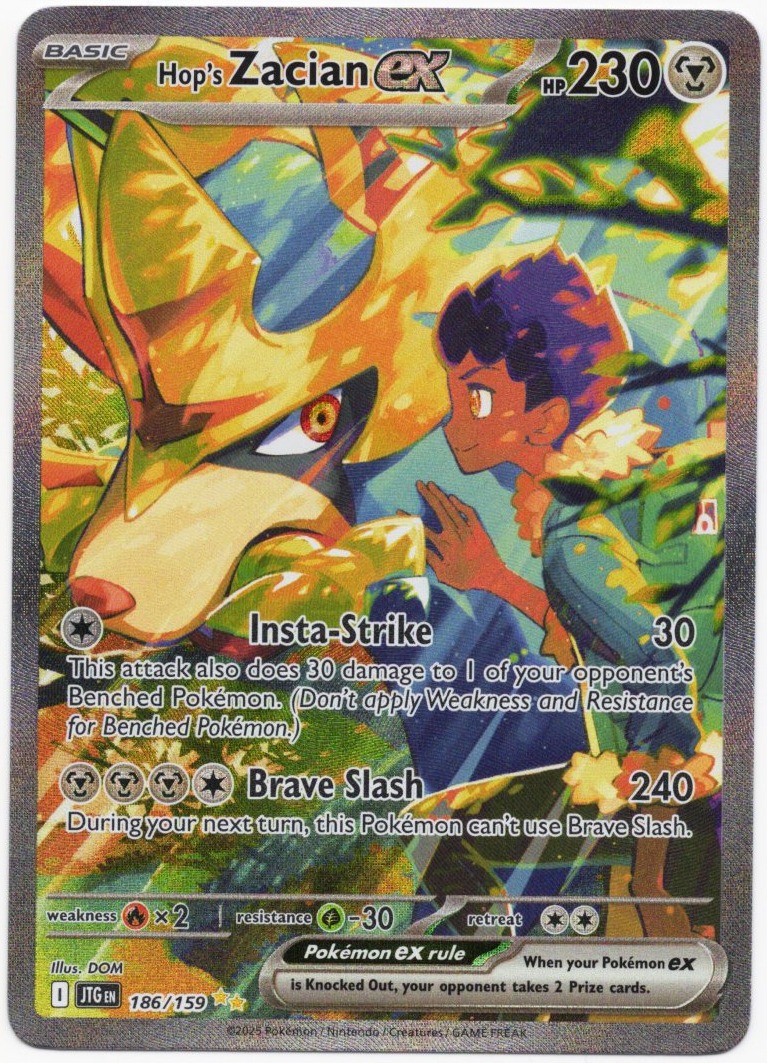 BASIC
Hop's Zacian ex HP 230
Insta-Strike 30
This attack also does 30 damage to 1 of your opponent's
Benched Pokémon. (Don't apply Weakness and Resistance
for Benched Pokémon.)
Brave Slash 240
During your next turn, this Pokémon can't use Brave Slash.
weakness ×2 resistance -30 retreat
Pokémon ex rule
When your Pokémon ex
is Knocked Out, your opponent takes 2 Prize cards.
Illus. DOM
I JTG EN 186/159
©2025 Pokémon / Nintendo / Creatures / GAME FREAK